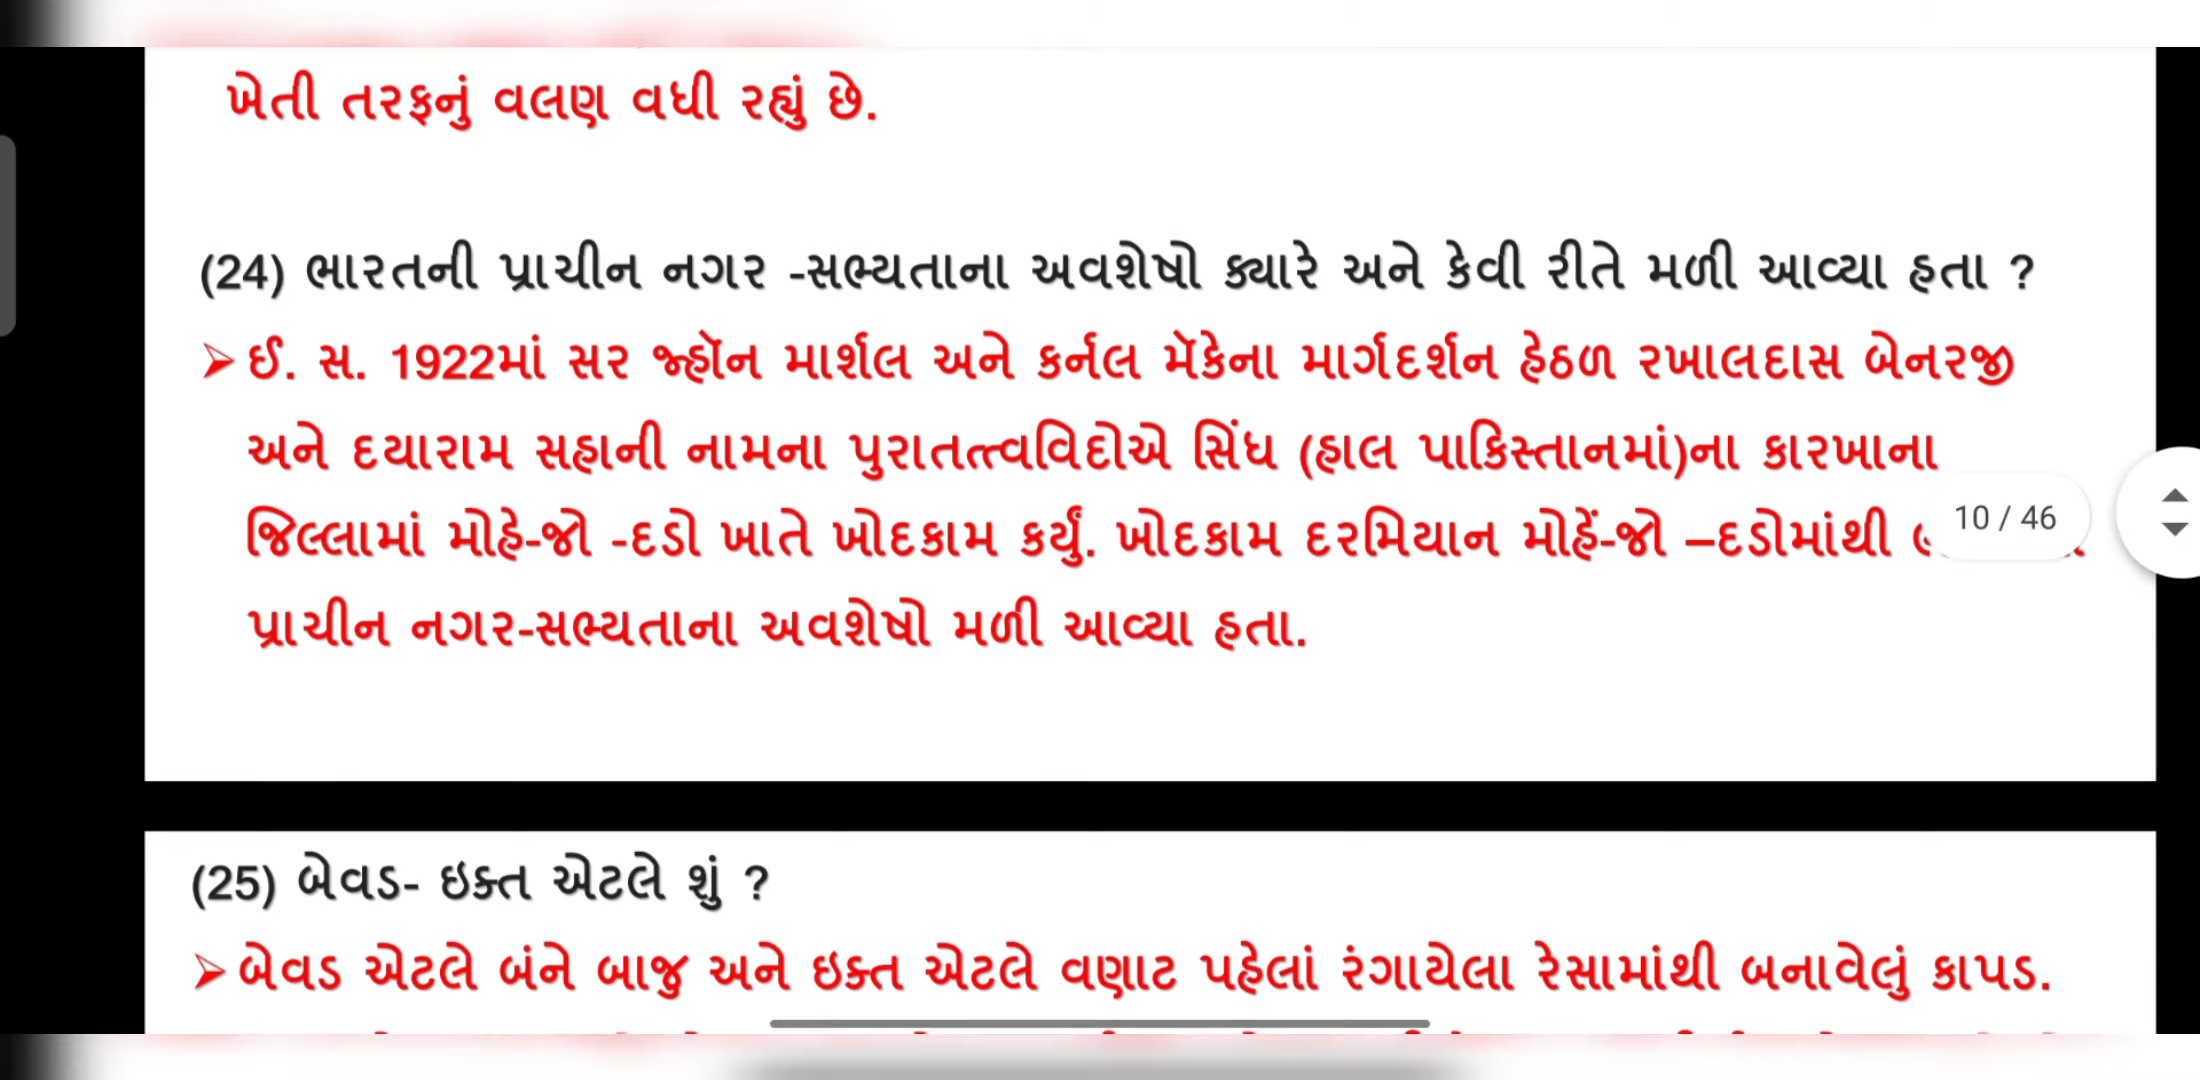 ખેતી તરફનું વલણ વધી રહ્યું છે.
(24) ભારતની પ્રાચીન નગર -સભ્યતાના અવશેષો ક્યારે અને કેવી રીતે મળી આવ્યા હતા ?
➢ ઈ. સ. 1922માં સર જ્હૉન માર્શલ અને કર્નલ મેંકેના માર્ગદર્શન હેઠળ રખાલદાસ બેનરજી
અને દયારામ સહાની નામના પુરાતત્ત્વવિદોએ સિંધ (હાલ પાકિસ્તાનમાં)ના કારખાના
જિલ્લામાં મોહે-જો -દડો ખાતે ખોદકામ કર્યું. ખોદકામ દરમિયાન મોહેં-જો –દડોમાંથી
10 / 46
પ્રાચીન નગર-સભ્યતાના અવશેષો મળી આવ્યા હતા.
(25) બેવડ- ઇક્ત એટલે શું ?
➢ બેવડ એટલે બંને બાજુ અને ઇક્ત એટલે વણાટ પહેલાં રંગાયેલા રેસામાંથી બનાવેલું કાપડ.